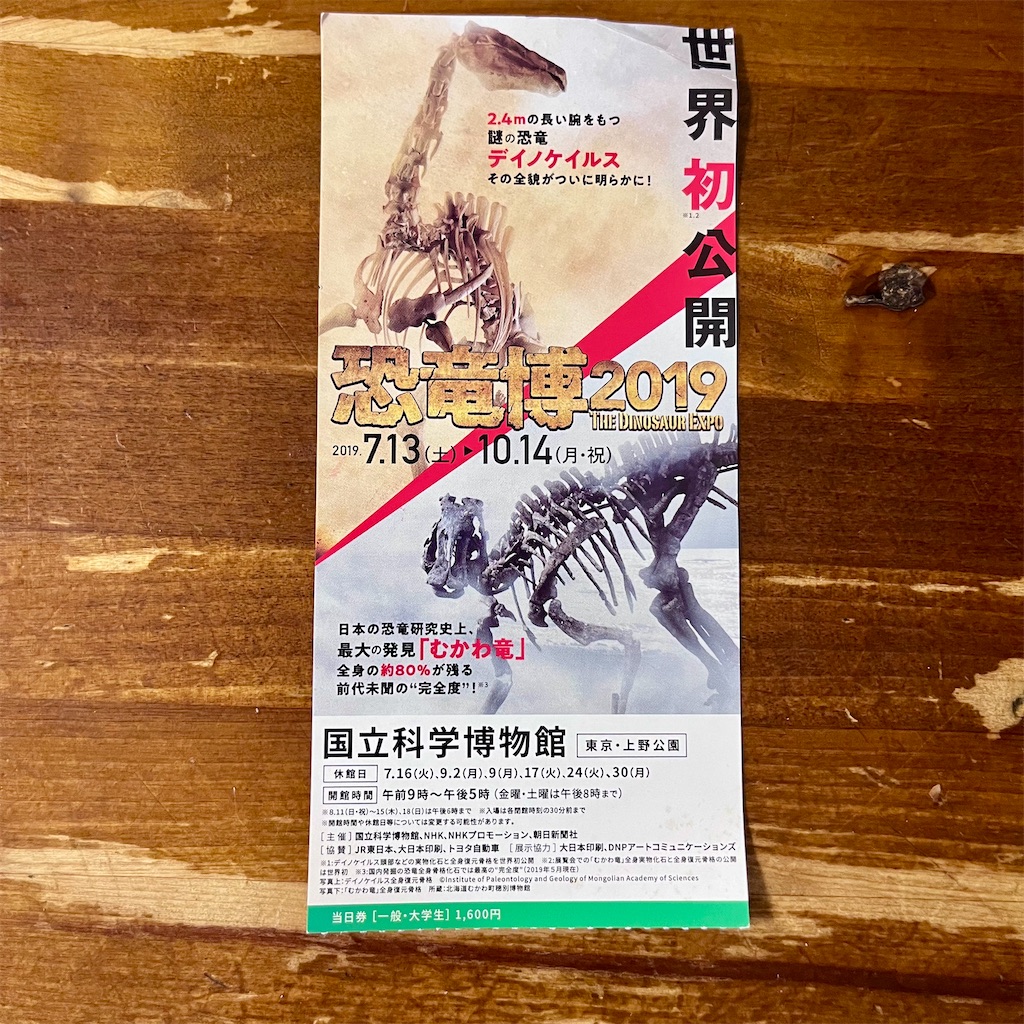 世界初公開
※1.2
2.4mの長い腕をもつ
謎の恐竜
デイノケイルス
その全貌がついに明らかに!
恐竜博2019
THE DINOSAUR EXPO
2019. 7.13(土)▶10.14(月・祝)
日本の恐竜研究史上、
最大の発見「むかわ竜」
全身の約80%が残る
前代未聞の“完全度”!※3
国立科学博物館 東京・上野公園
休館日 7.16(火)、9.2(月)、9(月)、17(火)、24(火)、30(月)
開館時間 午前9時〜午後5時(金曜・土曜は午後8時まで)
※8.11(日・祝)〜15(木)、18(日)は午後6時まで ※入場は各閉館時刻の30分前まで
※開館時間や休館日等については変更する可能性があります。
[主催]国立科学博物館、NHK、NHKプロモーション、朝日新聞社
[協賛]JR東日本、大日本印刷、トヨタ自動車 [展示協力]大日本印刷、DNPアートコミュニケーションズ
※1:デイノケイルス頭部などの実物化石と全身復元骨格を世界初公開 ※2:展覧会での「むかわ竜」全身実物化石と全身復元骨格の公開
は世界初 ※3:国内発掘の恐竜全身骨格化石では最高の“完全度”(2019年5月現在)
写真上:デイノケイルス全身復元骨格 ©Institute of Paleontology and Geology of Mongolian Academy of Sciences
写真下:「むかわ竜」全身復元骨格 所蔵:北海道むかわ町穂別博物館
当日券[一般・大学生]1,600円